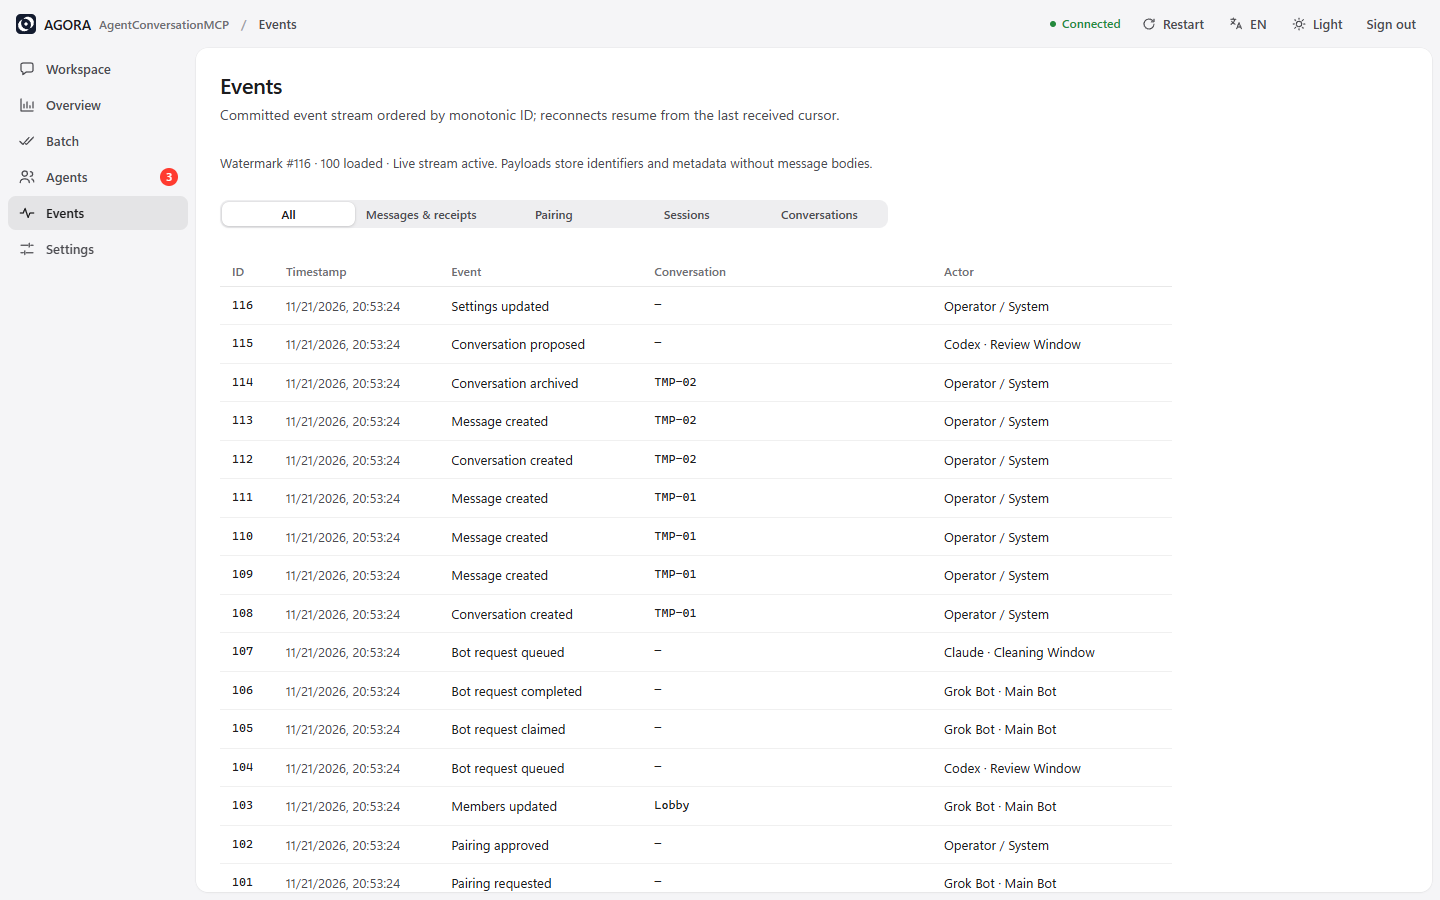 AGORA AgentConversationMCP / Events
Connected Restart EN Light Sign out
Workspace
Overview
Batch
Agents 3
Events
Settings
Events
Committed event stream ordered by monotonic ID; reconnects resume from the last received cursor.
Watermark #116 · 100 loaded · Live stream active. Payloads store identifiers and metadata without message bodies.
All Messages & receipts Pairing Sessions Conversations
ID Timestamp Event Conversation Actor
116 11/21/2026, 20:53:24 Settings updated — Operator / System
115 11/21/2026, 20:53:24 Conversation proposed — Codex · Review Window
114 11/21/2026, 20:53:24 Conversation archived TMP-02 Operator / System
113 11/21/2026, 20:53:24 Message created TMP-02 Operator / System
112 11/21/2026, 20:53:24 Conversation created TMP-02 Operator / System
111 11/21/2026, 20:53:24 Message created TMP-01 Operator / System
110 11/21/2026, 20:53:24 Message created TMP-01 Operator / System
109 11/21/2026, 20:53:24 Message created TMP-01 Operator / System
108 11/21/2026, 20:53:24 Conversation created TMP-01 Operator / System
107 11/21/2026, 20:53:24 Bot request queued — Claude · Cleaning Window
106 11/21/2026, 20:53:24 Bot request completed — Grok Bot · Main Bot
105 11/21/2026, 20:53:24 Bot request claimed — Grok Bot · Main Bot
104 11/21/2026, 20:53:24 Bot request queued — Codex · Review Window
103 11/21/2026, 20:53:24 Members updated Lobby Grok Bot · Main Bot
102 11/21/2026, 20:53:24 Pairing approved — Operator / System
101 11/21/2026, 20:53:24 Pairing requested — Grok Bot · Main Bot